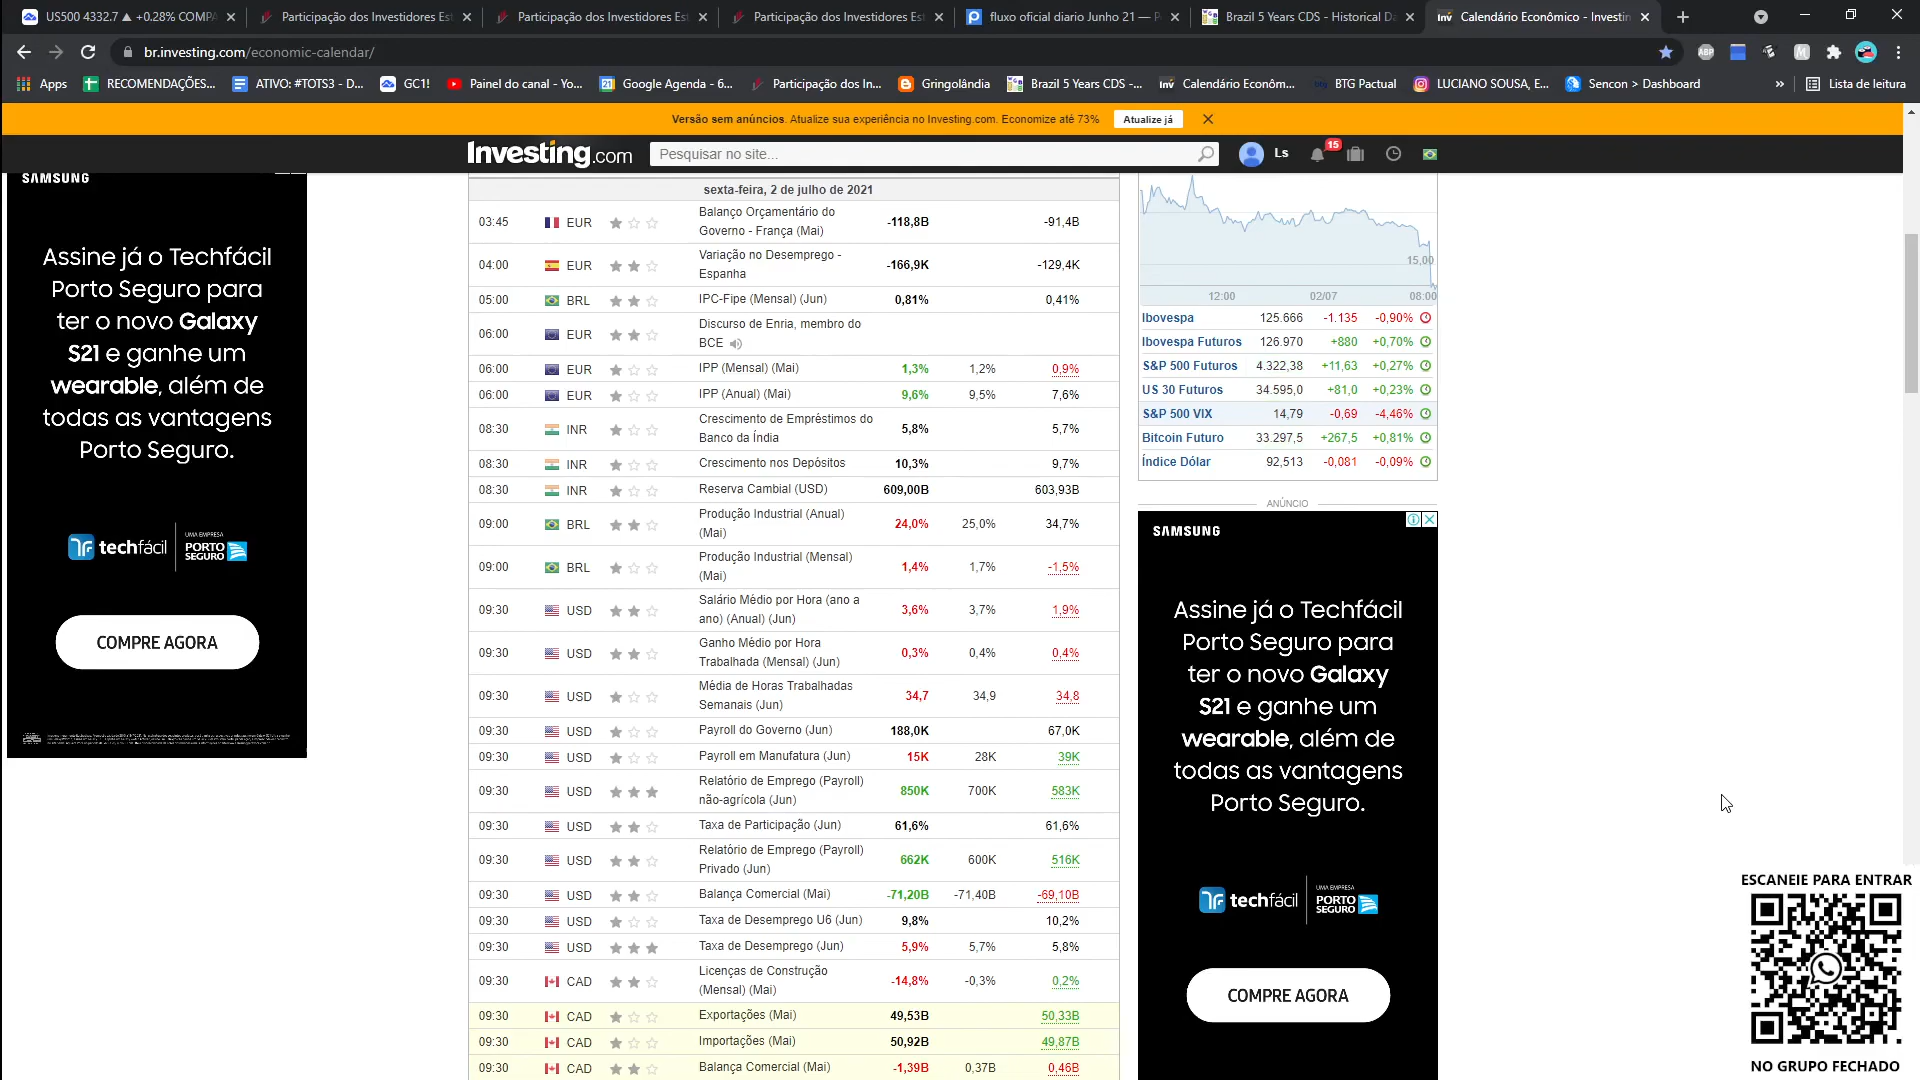 US500 4332.7 ▲ +0.28% COMPA
Participação dos Investidores Es
Participação dos Investidores Es
Participação dos Investidores Es
fluxo oficial diario Junho 21 — P
Brazil 5 Years CDS - Historical Da
Calendário Econômico - Investin
br.investing.com/economic-calendar/
Apps
RECOMENDAÇÕES...
ATIVO: #TOTS3 - D...
GC1!
Painel do canal - Yo...
Google Agenda - 6...
Participação dos In...
Gringolândia
Brazil 5 Years CDS -...
Calendário Econôm...
BTG Pactual
LUCIANO SOUSA, E...
Sencon > Dashboard
»
Lista de leitura
Versão sem anúncios. Atualize sua experiência no Investing.com. Economize até 73%
Atualize já
Investing.com
Pesquisar no site...
Ls
15
SAMSUNG
Assine já o Techfácil
Porto Seguro para
ter o novo Galaxy
S21 e ganhe um
wearable, além de
todas as vantagens
Porto Seguro.
techfácil
UMA EMPRESA
PORTO
SEGURO
COMPRE AGORA
sexta-feira, 2 de julho de 2021
03:45 EUR Balanço Orçamentário do -118,8B -91,4B
Governo - França (Mai)
04:00 EUR Variação no Desemprego - -166,9K -129,4K
Espanha
05:00 BRL IPC-Fipe (Mensal) (Jun) 0,81% 0,41%
06:00 EUR Discurso de Enria, membro do
BCE
06:00 EUR IPP (Mensal) (Mai) 1,3% 1,2% 0,9%
06:00 EUR IPP (Anual) (Mai) 9,6% 9,5% 7,6%
08:30 INR Crescimento de Empréstimos do 5,8% 5,7%
Banco da Índia
08:30 INR Crescimento nos Depósitos 10,3% 9,7%
08:30 INR Reserva Cambial (USD) 609,00B 603,93B
09:00 BRL Produção Industrial (Anual) 24,0% 25,0% 34,7%
(Mai)
09:00 BRL Produção Industrial (Mensal) 1,4% 1,7% -1,5%
(Mai)
09:30 USD Salário Médio por Hora (ano a 3,6% 3,7% 1,9%
ano) (Anual) (Jun)
09:30 USD Ganho Médio por Hora 0,3% 0,4% 0,4%
Trabalhada (Mensal) (Jun)
09:30 USD Média de Horas Trabalhadas 34,7 34,9 34,8
Semanais (Jun)
09:30 USD Payroll do Governo (Jun) 188,0K 67,0K
09:30 USD Payroll em Manufatura (Jun) 15K 28K 39K
09:30 USD Relatório de Emprego (Payroll) 850K 700K 583K
não-agrícola (Jun)
09:30 USD Taxa de Participação (Jun) 61,6% 61,6%
09:30 USD Relatório de Emprego (Payroll) 662K 600K 516K
Privado (Jun)
09:30 USD Balança Comercial (Mai) -71,20B -71,40B -69,10B
09:30 USD Taxa de Desemprego U6 (Jun) 9,8% 10,2%
09:30 USD Taxa de Desemprego (Jun) 5,9% 5,7% 5,8%
09:30 CAD Licenças de Construção -14,8% -0,3% 0,2%
(Mensal) (Mai)
09:30 CAD Exportações (Mai) 49,53B 50,33B
09:30 CAD Importações (Mai) 50,92B 49,87B
09:30 CAD Balança Comercial (Mai) -1,39B 0,37B 0,46B
15,00
12:00 02/07 08:00
Ibovespa 125.666 -1.135 -0,90%
Ibovespa Futuros 126.970 +880 +0,70%
S&P 500 Futuros 4.322,38 +11,63 +0,27%
US 30 Futuros 34.595,0 +81,0 +0,23%
S&P 500 VIX 14,79 -0,69 -4,46%
Bitcoin Futuro 33.297,5 +267,5 +0,81%
Índice Dólar 92,513 -0,081 -0,09%
ANÚNCIO
SAMSUNG
Assine já o Techfácil
Porto Seguro para
ter o novo Galaxy
S21 e ganhe um
wearable, além de
todas as vantagens
Porto Seguro.
techfácil
UMA EMPRESA
PORTO
SEGURO
COMPRE AGORA
ESCANEIE PARA ENTRAR
NO GRUPO FECHADO